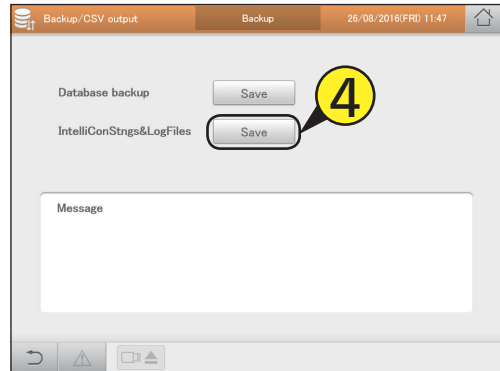 Backup/CSV output Backup 26/08/2016(FRI) 11:47
Database backup Save
4
IntelliConStngs&LogFiles Save
Message